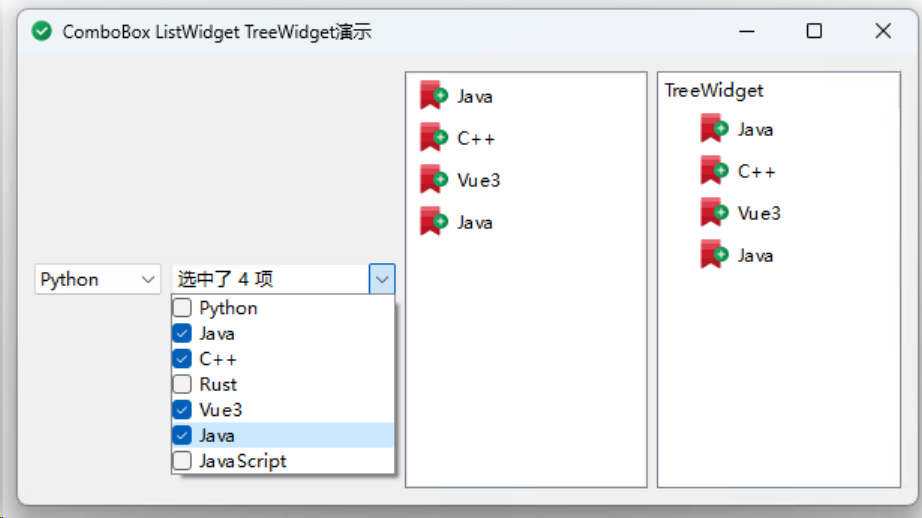 ComboBox ListWidget TreeWidget演示
Python
选中了 4 项
Python
Java
C++
Rust
Vue3
Java
JavaScript
Java
C++
Vue3
Java
TreeWidget
Java
C++
Vue3
Java